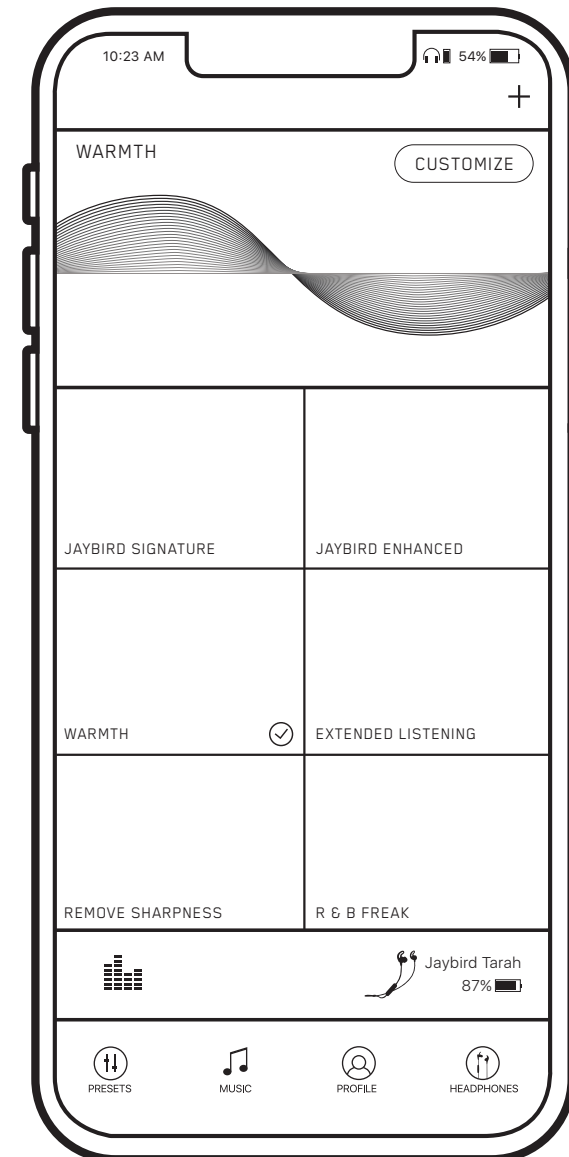 10:23 AM
54%
+
WARMTH
CUSTOMIZE
JAYBIRD SIGNATURE
JAYBIRD ENHANCED
WARMTH
EXTENDED LISTENING
REMOVE SHARPNESS
R & B FREAK
Jaybird Tarah
87%
PRESETS
MUSIC
PROFILE
HEADPHONES